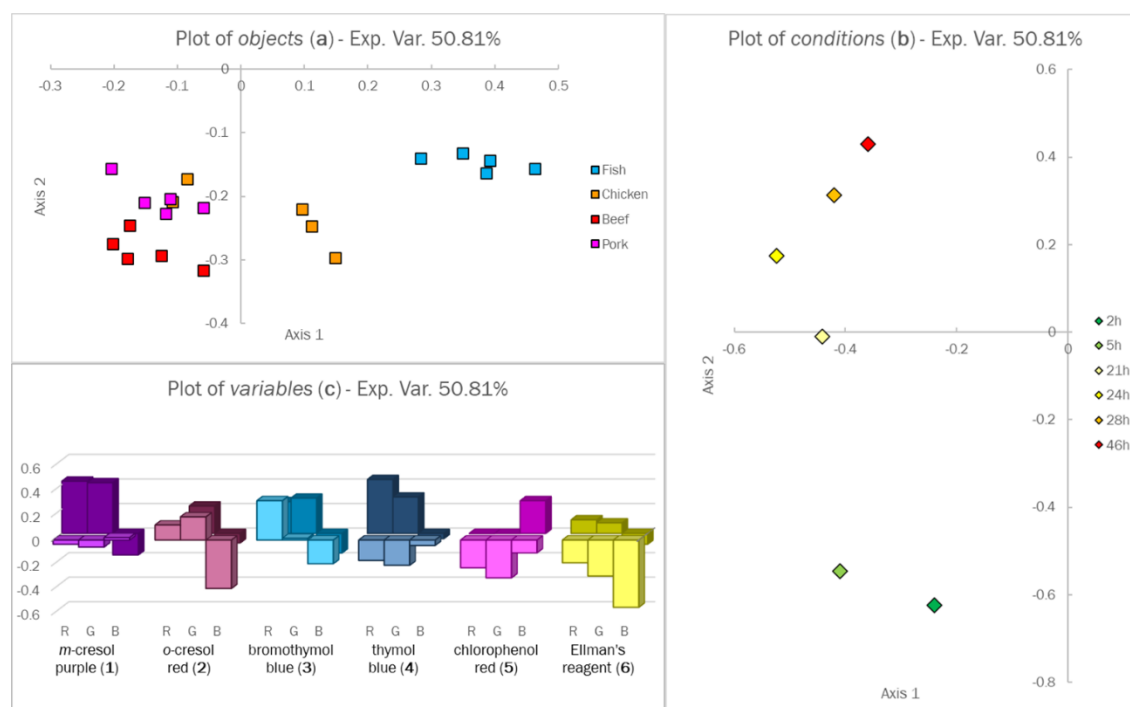 Plot of objects (a) - Exp. Var. 50.81%
0
-0.3 -0.2 -0.1 0 0.1 0.2 0.3 0.4 0.5
-0.1
-0.2
-0.3
-0.4
Axis 2
Axis 1
Fish
Chicken
Beef
Pork
Plot of conditions (b) - Exp. Var. 50.81%
0.6
0.4
0.2
0
-0.6 -0.4 -0.2 0
-0.2
-0.4
-0.6
-0.8
Axis 2
Axis 1
2h
5h
21h
24h
28h
46h
Plot of variables (c) - Exp. Var. 50.81%
0.6
0.4
0.2
0
-0.2
-0.4
-0.6
R G B R G B R G B R G B R G B R G B
m-cresol o-cresol bromothymol thymol chlorophenol Ellman's
purple (1) red (2) blue (3) blue (4) red (5) reagent (6)